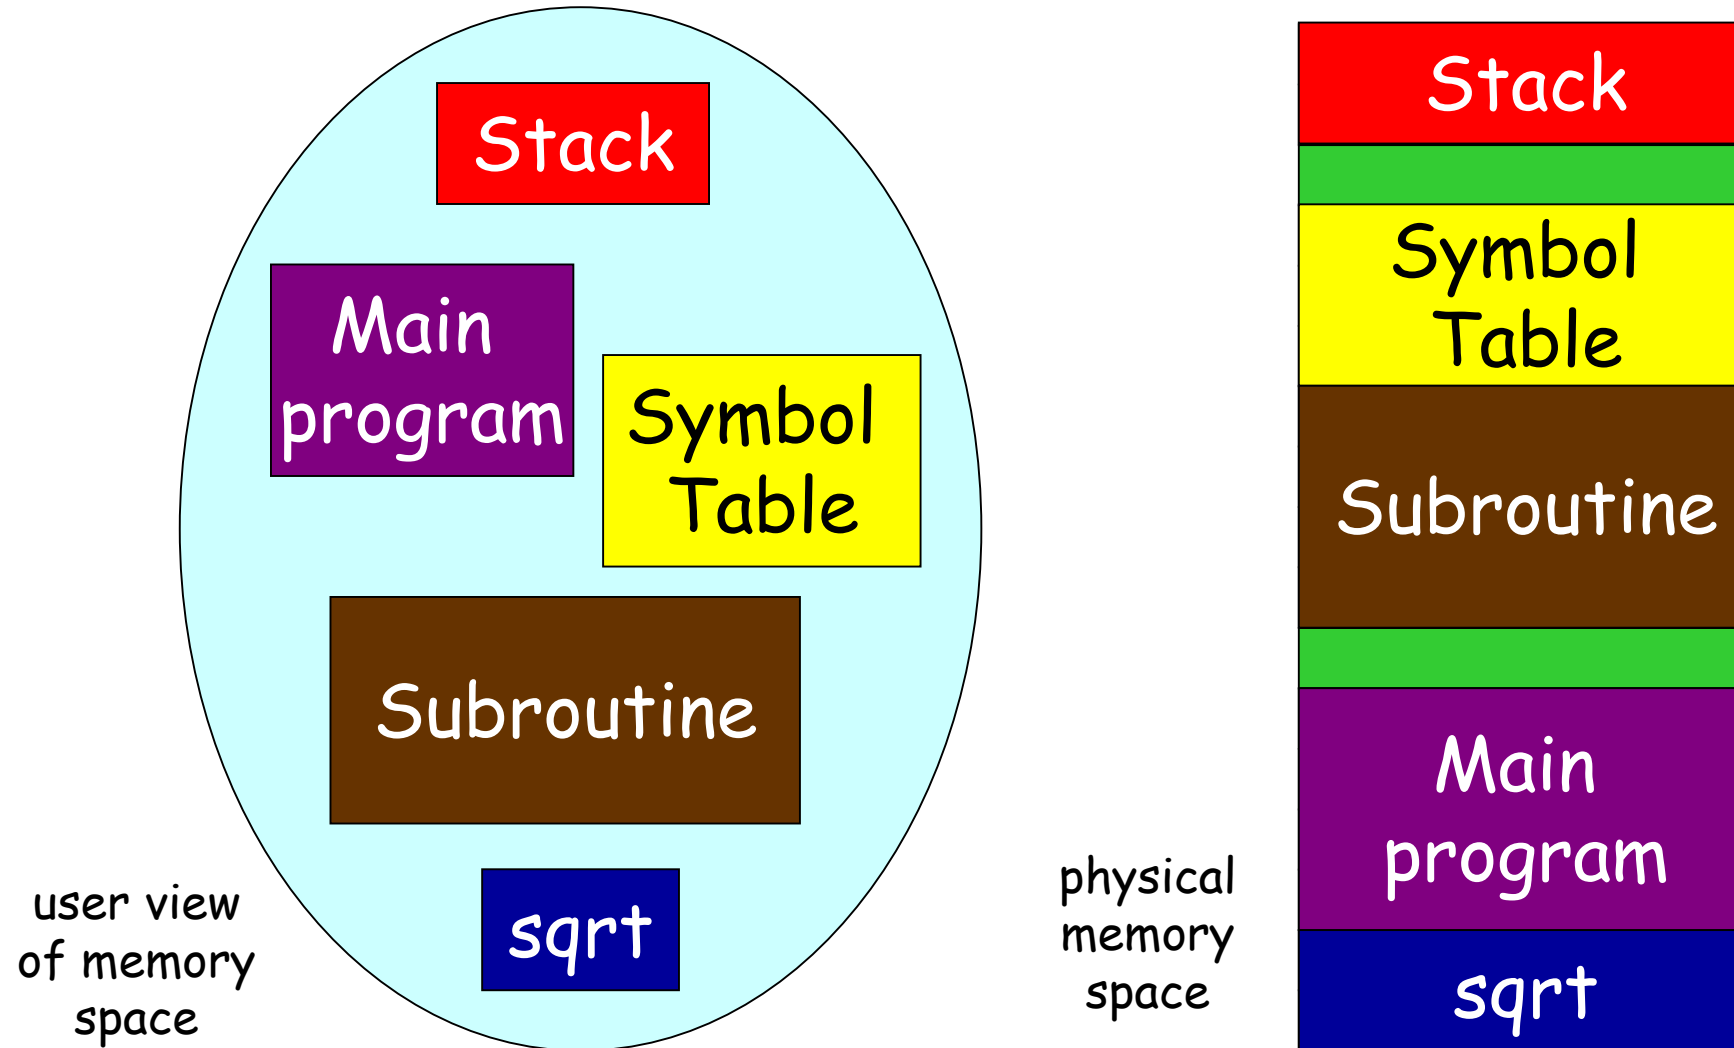 Stack
Main
program
Symbol
Table
Subroutine
sqrt
user view
of memory
space
physical
memory
space
Stack
Symbol
Table
Subroutine
Main
program
sqrt